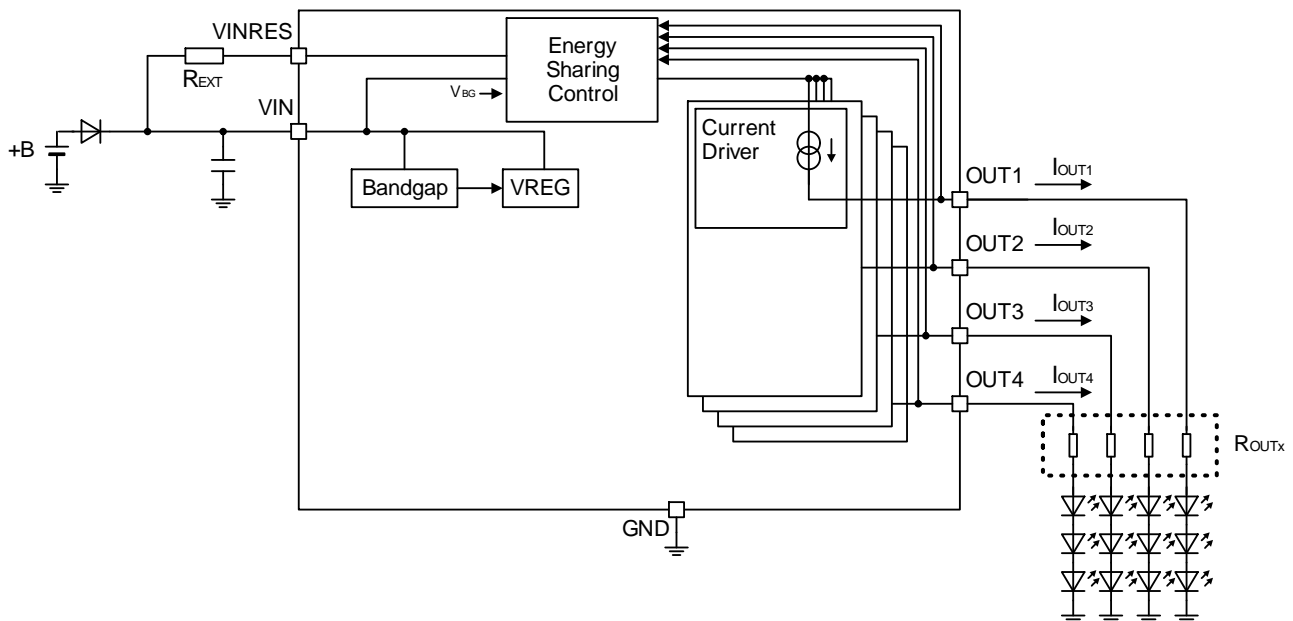 VINRES
REXT
VIN
+B
Energy
Sharing
Control
VBG
Bandgap
VREG
Current
Driver
OUT1
IOUT1
OUT2
IOUT2
OUT3
IOUT3
OUT4
IOUT4
ROUTx
GND